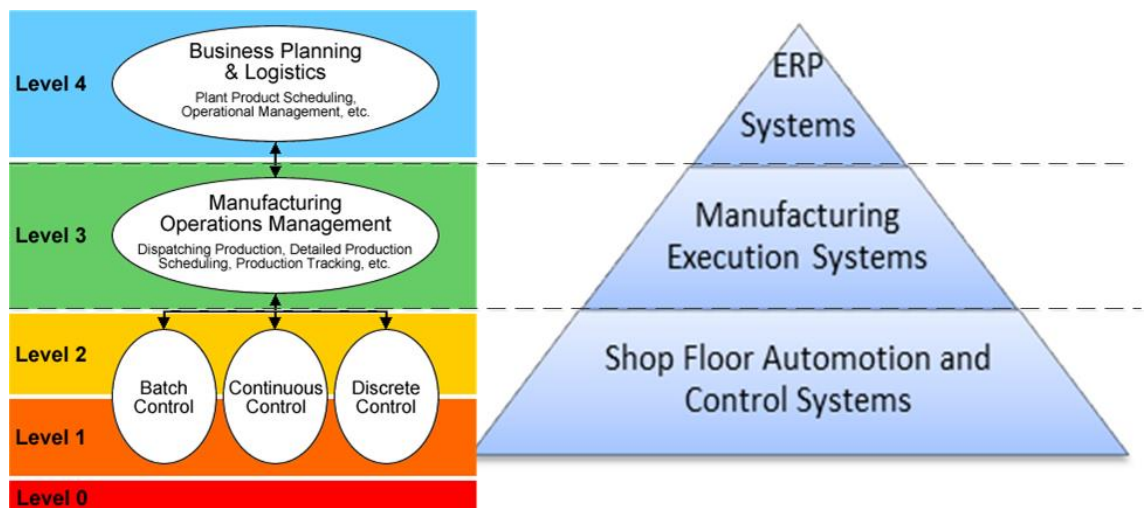 Level 4
Business Planning
& Logistics
Plant Product Scheduling,
Operational Management, etc.
Level 3
Manufacturing
Operations Management
Dispatching Production, Detailed Production
Scheduling, Production Tracking, etc.
Level 2
Batch
Control
Continuous
Control
Discrete
Control
Level 1
Level 0
ERP
Systems
Manufacturing
Execution Systems
Shop Floor Automotion and
Control Systems